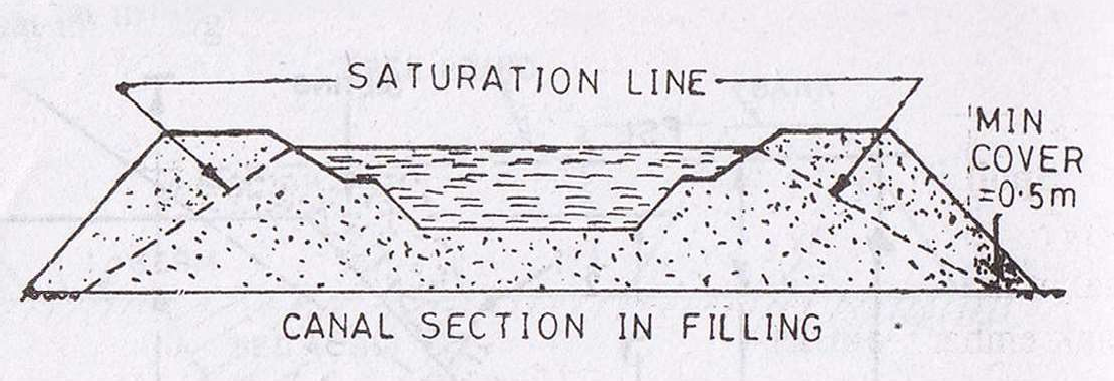 SATURATION LINE
MIN
COVER
=0.5m
CANAL SECTION IN FILLING